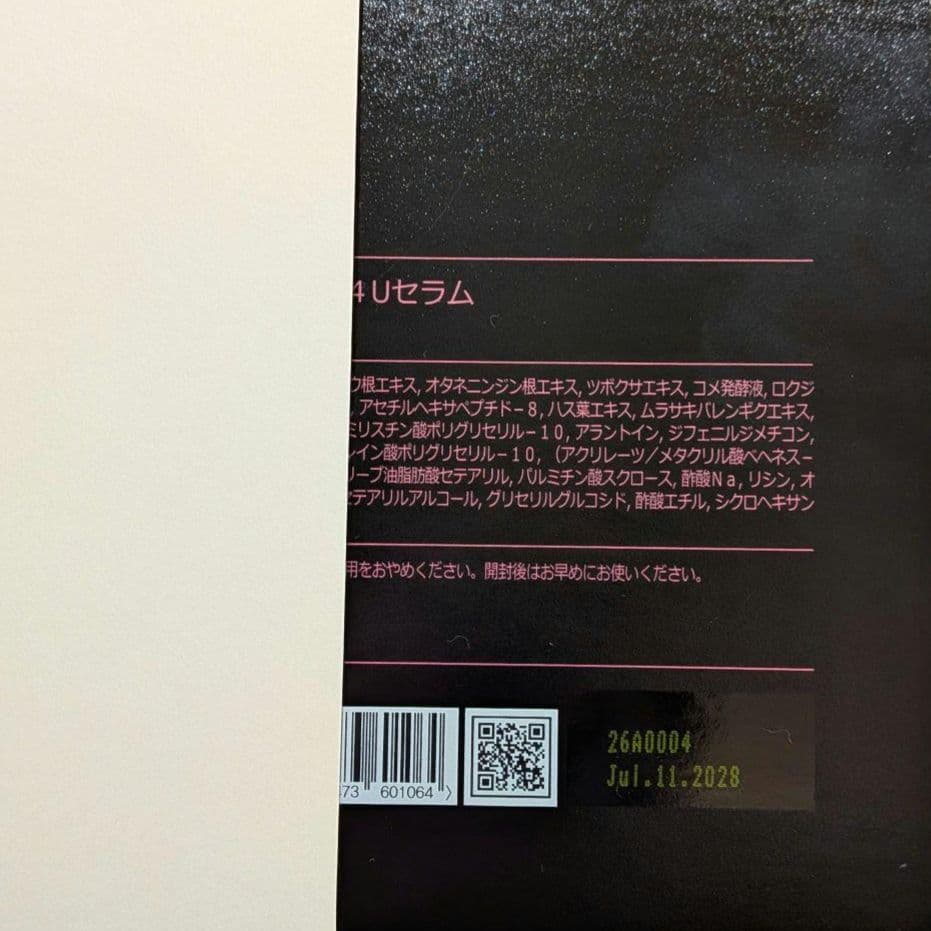 4Uセラム
ウ根エキス, オタネニンジン根エキス, ツボクサエキス, コメ発酵液, ロクジ
, アセチルヘキサペプチド－8, ハス葉エキス, ムラサキバレンギクエキス,
ミリスチン酸ポリグリセリル－10, アラントイン, ジフェニルジメチコン,
レイン酸ポリグリセリル－10, （アクリレーツ／メタクリル酸ベヘネス－
リーブ油脂肪酸セテアリル, パルミチン酸スクロース, 酢酸Na, リシン, オ
セテアリルアルコール, グリセリルグルコシド, 酢酸エチル, シクロヘキサン
用をおやめください。開封後はお早めにお使いください。
73 601064 〉
26A0004
Jul.11.2028